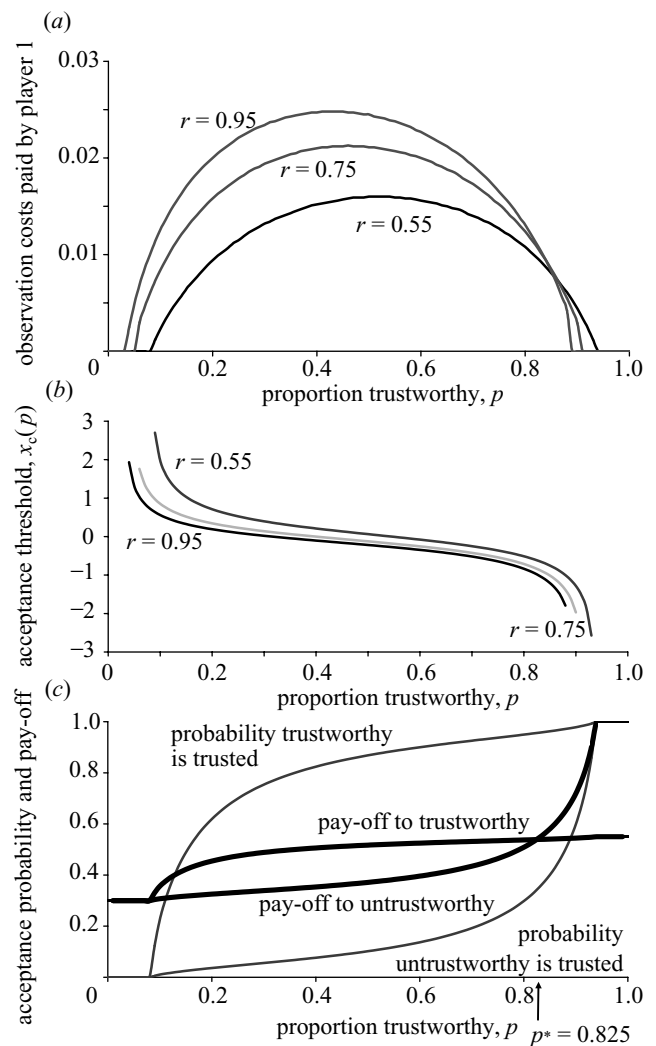 (a)
0.03
0.02
0.01
observation costs paid by player 1
r = 0.95
r = 0.75
r = 0.55
0 0.2 0.4 0.6 0.8 1.0
proportion trustworthy, p
(b)
3
2
1
0
−1
−2
−3
acceptance threshold, xc(p)
r = 0.55
r = 0.95
r = 0.75
0 0.2 0.4 0.6 0.8 1.0
proportion trustworthy, p
(c)
1.0
0.8
0.6
0.4
0.2
acceptance probability and pay-off
probability trustworthy
is trusted
pay-off to trustworthy
pay-off to untrustworthy
probability
untrustworthy is trusted
0 0.2 0.4 0.6 0.8 1.0
proportion trustworthy, p
p* = 0.825